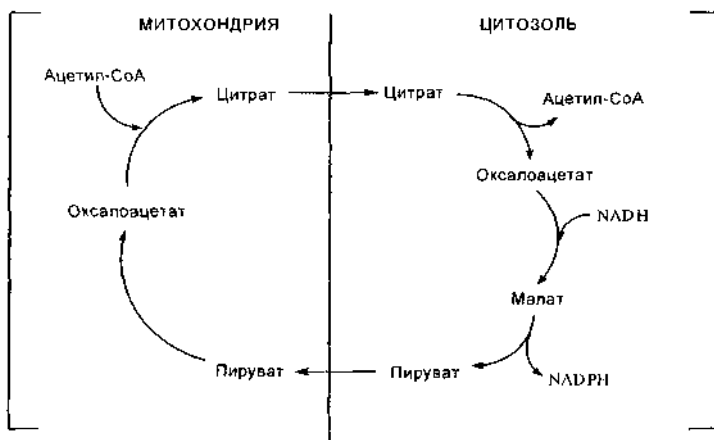 МИТОХОНДРИЯ
ЦИТОЗОЛЬ
Ацетил-СоА
Цитрат
Цитрат
Ацетил-СоА
Оксалоацетат
Оксалоацетат
NADH
Малат
Пируват
Пируват
NADPH